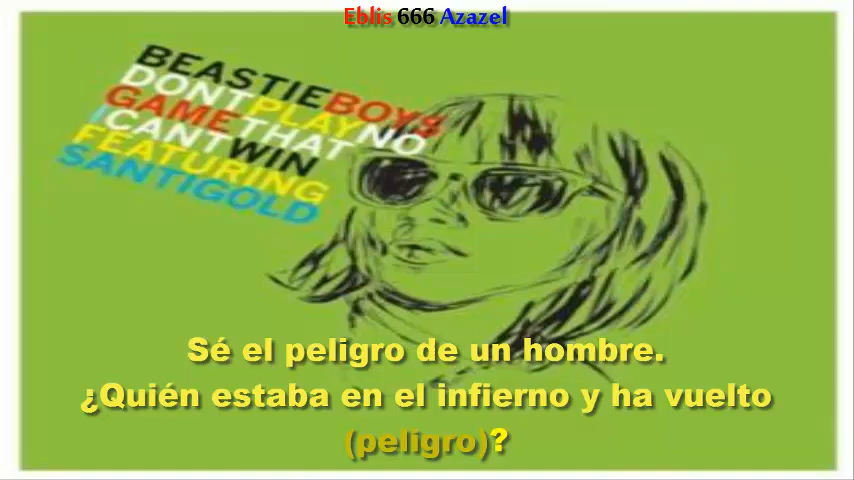 Eblis 666 Azazel
BEASTIEBOYS
DONTPLAYNO
GAMETHAT
ICANTWIN
FEATURING
SANTIGOLD
Sé el peligro de un hombre.
¿Quién estaba en el infierno y ha vuelto
(peligro)?